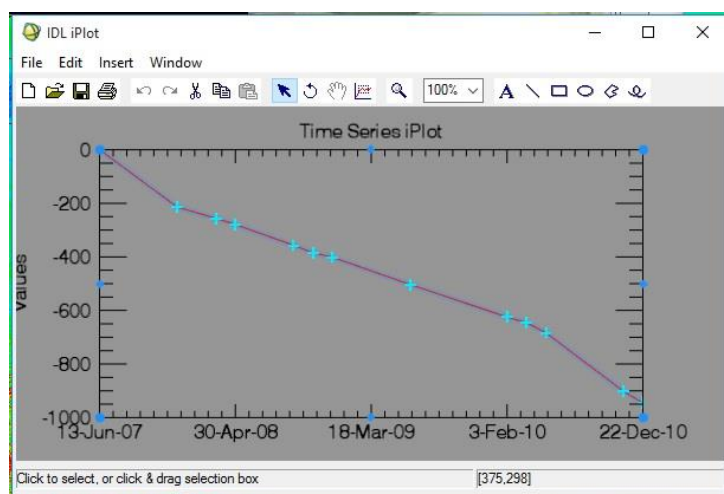 IDL iPlot
File Edit Insert Window
100% A
Time Series iPlot
0
-200
-400
-600
-800
-1000
Values
13-Jun-07 30-Apr-08 18-Mar-09 3-Feb-10 22-Dec-10
Click to select, or click & drag selection box [375,298]